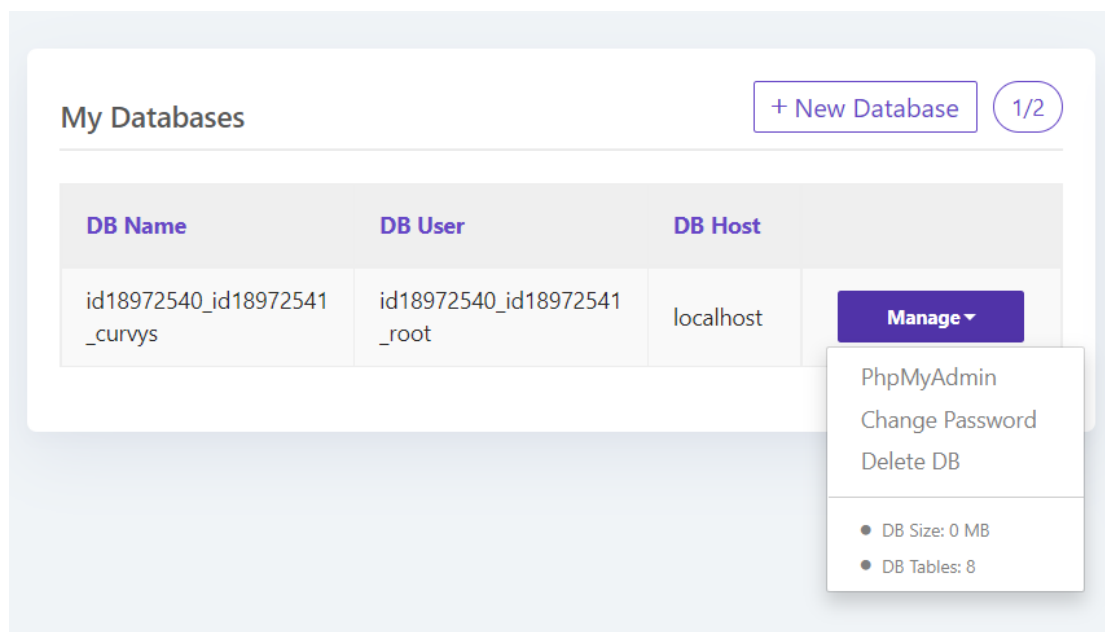 My Databases
+ New Database
1/2
DB Name
DB User
DB Host
id18972540_id18972541
_curvys
id18972540_id18972541
_root
localhost
Manage
PhpMyAdmin
Change Password
Delete DB
DB Size: 0 MB
DB Tables: 8